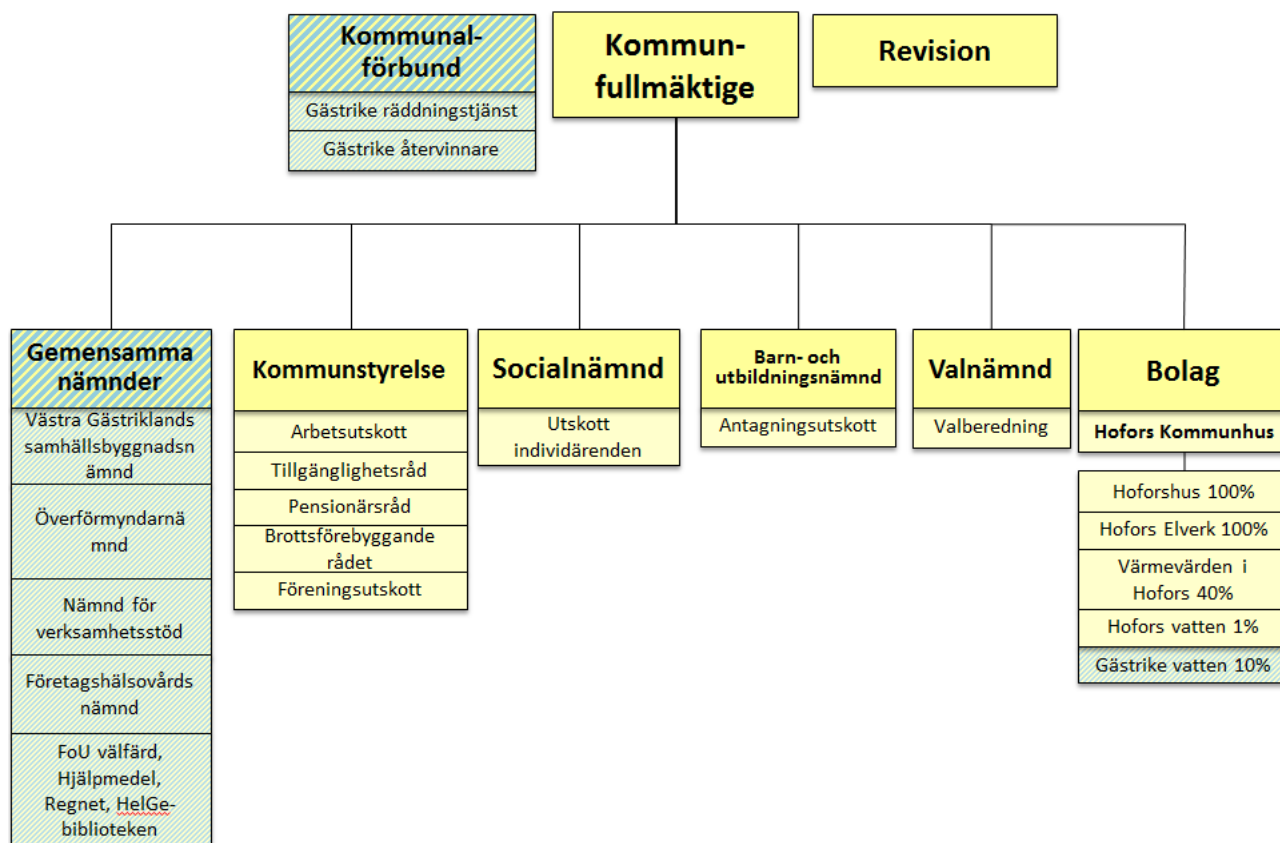 Kommunal-
förbund
Gästrike räddningstjänst
Gästrike återvinnare
Kommun-
fullmäktige
Revision
Gemensamma
nämnder
Västra Gästriklands
samhällsbyggnadsn
ämnd
Överförmyndarnä
mnd
Nämnd för
verksamhetsstöd
Företagshälsovårds
nämnd
FoU välfärd,
Hjälpmedel,
Regnet, HelGe-
biblioteken
Kommunstyrelse
Arbetsutskott
Tillgänglighetsråd
Pensionärsråd
Brottsförebyggande
rådet
Föreningsutskott
Socialnämnd
Utskott
individärenden
Barn- och
utbildningsnämnd
Antagningsutskott
Valnämnd
Valberedning
Bolag
Hofors Kommunhus
Hoforshus 100%
Hofors Elverk 100%
Värmevärden i
Hofors 40%
Hofors vatten 1%
Gästrike vatten 10%